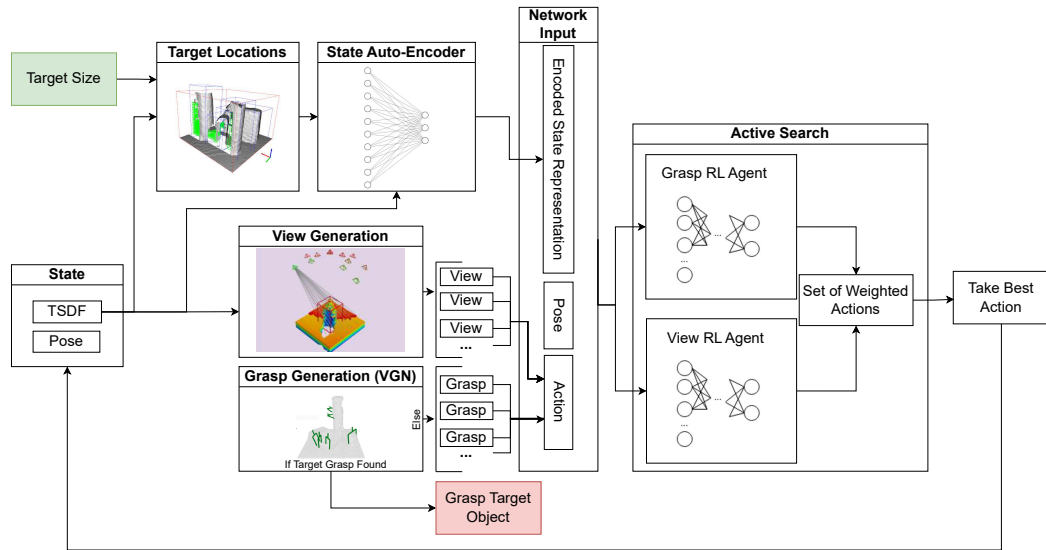 Target Size
Target Locations
State Auto-Encoder
Network
Input
Encoded State Representation
Pose
Action
Active Search
Grasp RL Agent
...
...
View RL Agent
...
...
Set of Weighted
Actions
Take Best
Action
State
TSDF
Pose
View Generation
View
View
View
...
Grasp Generation (VGN)
Else
If Target Grasp Found
Grasp
Grasp
Grasp
...
Grasp Target
Object